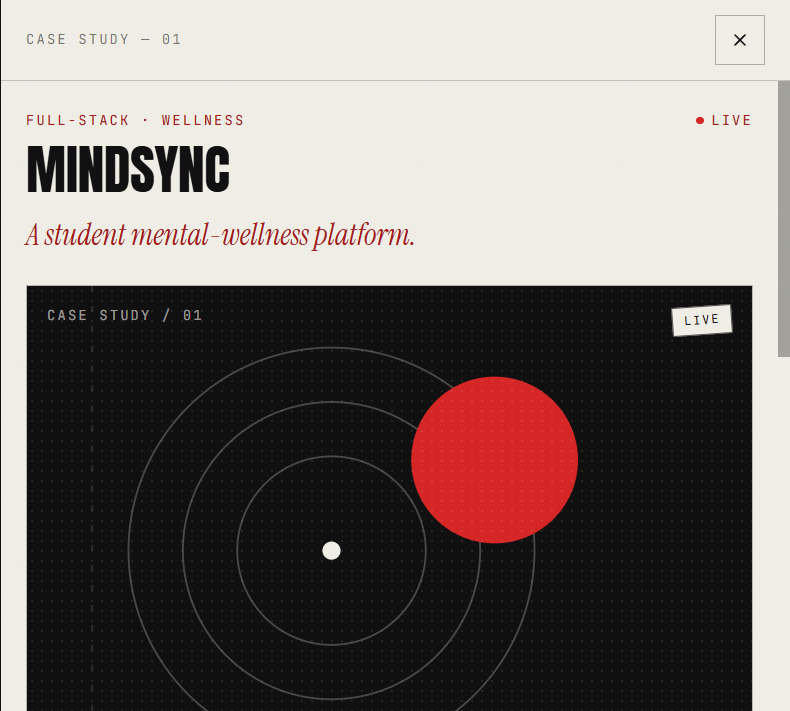 CASE STUDY — 01
FULL-STACK · WELLNESS
LIVE
MINDSYNC
A student mental-wellness platform.
CASE STUDY / 01
LIVE